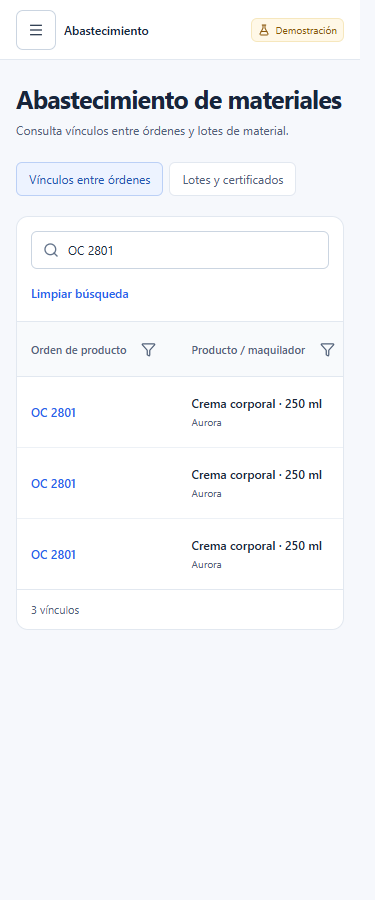 Abastecimiento
Demostración
Abastecimiento de materiales
Consulta vínculos entre órdenes y lotes de material.
Vínculos entre órdenes
Lotes y certificados
OC 2801
Limpiar búsqueda
Orden de producto
Producto / maquilador
OC 2801
Crema corporal · 250 ml
Aurora
OC 2801
Crema corporal · 250 ml
Aurora
OC 2801
Crema corporal · 250 ml
Aurora
3 vínculos